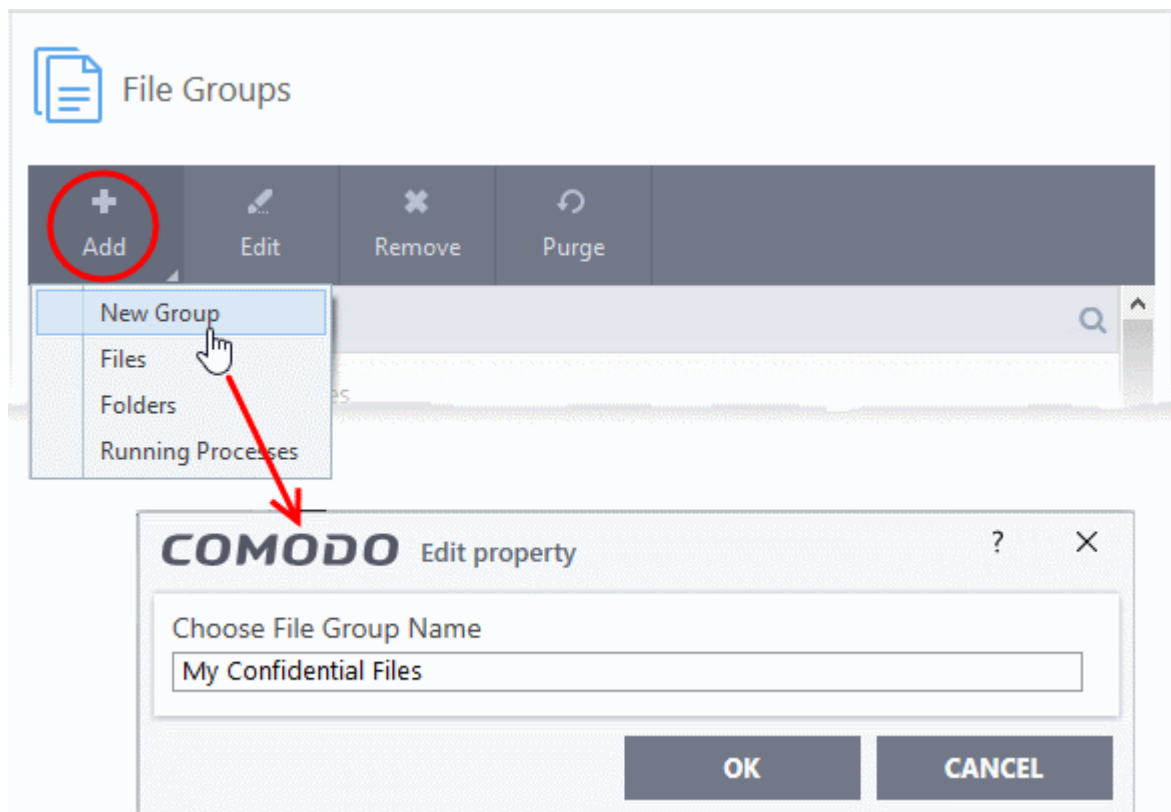 File Groups
Add Edit Remove Purge
New Group
Files
Folders
Running Processes
COMODO Edit property ?
Choose File Group Name
My Confidential Files
OK CANCEL